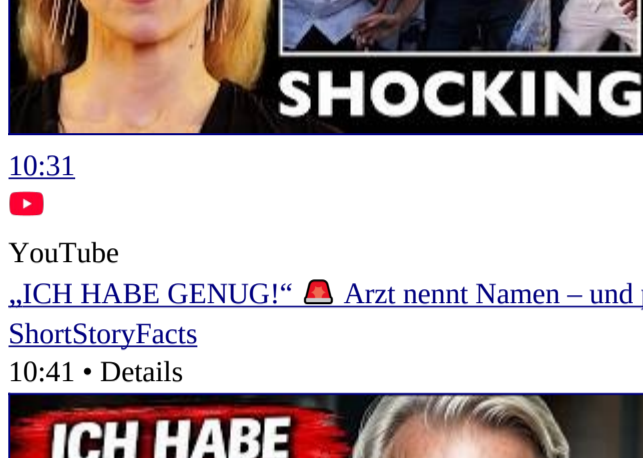 SHOCKING
10:31
YouTube
„ICH HABE GENUG!“ 🚨 Arzt nennt Namen – und
ShortStoryFacts
10:41 • Details
ICH HABE